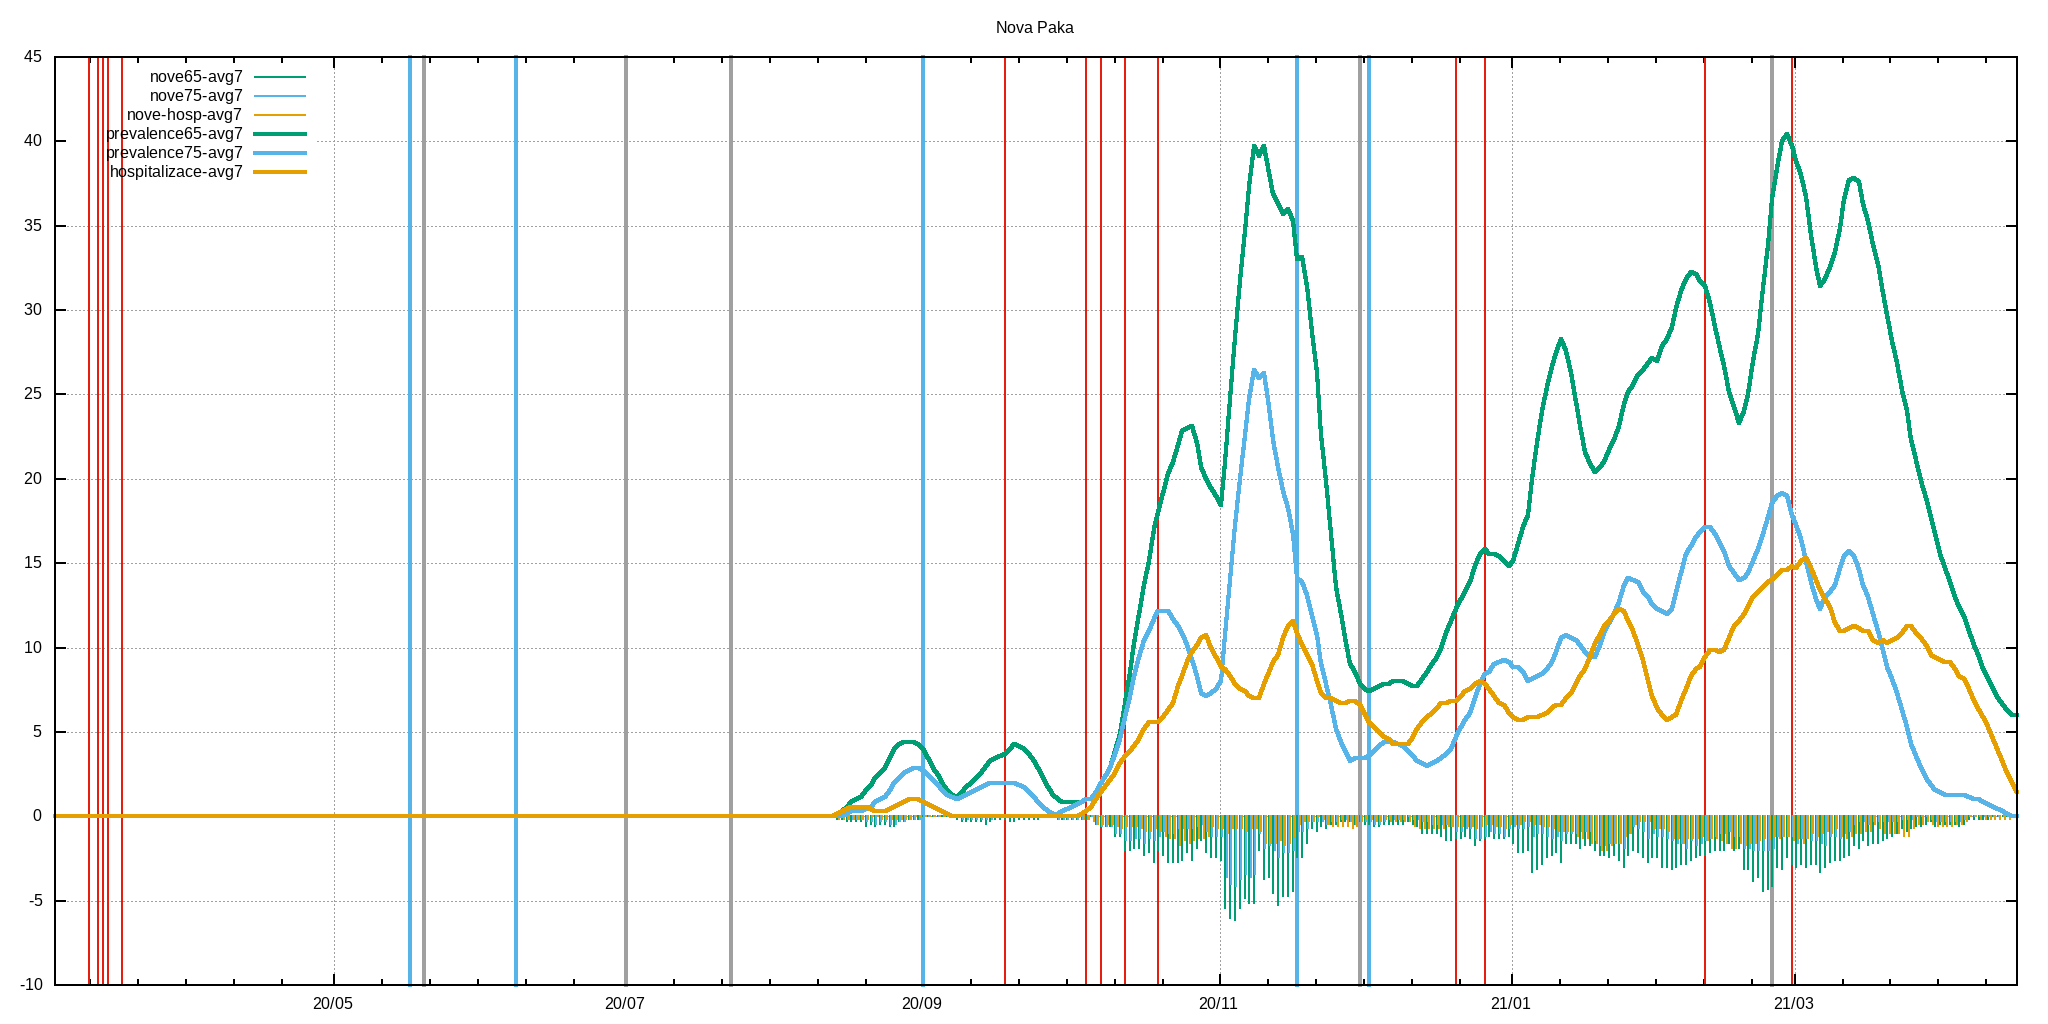 Nova Paka
45
nove65-avg7
nove75-avg7
nove-hosp-avg7
prevalence65-avg7
prevalence75-avg7
hospitalizace-avg7
40
35
30
25
20
15
10
5
0
-5
-10
20/05 20/07 20/09 20/11 21/01 21/03